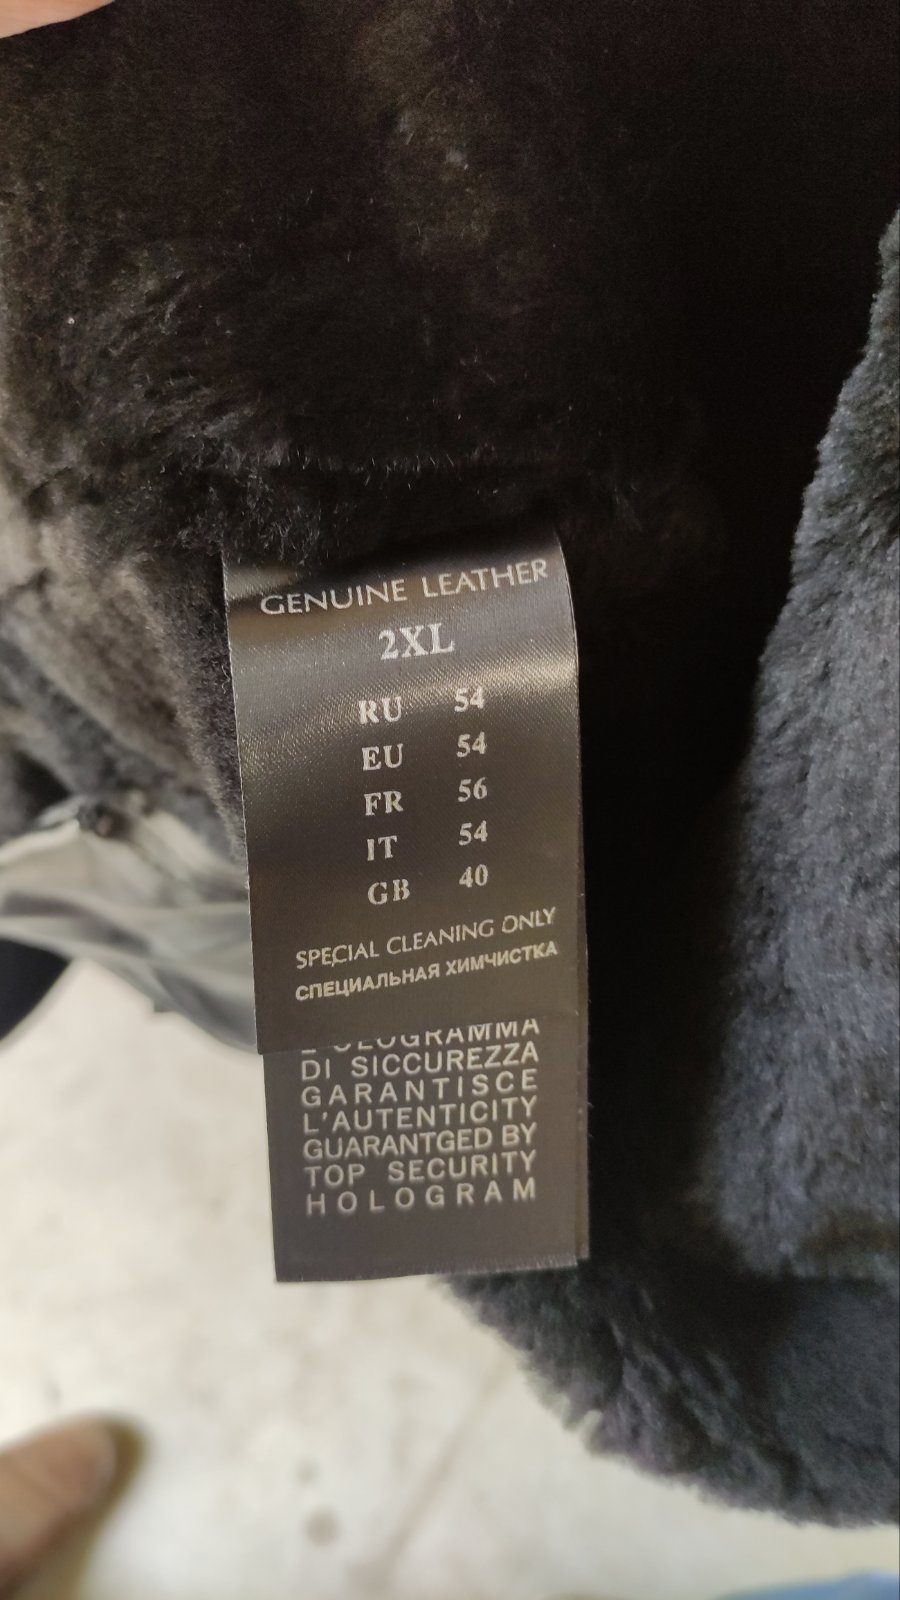 GENUINE LEATHER
2XL
RU 54
EU 54
FR 56
IT 54
GB 40
SPECIAL CLEANING ONLY
СПЕЦИАЛЬНАЯ ХИМЧИСТКА
DI SICCUREZZA
GARANTISCE
L'AUTENTICITY
GUARANTGED BY
TOP SECURITY
HOLOGRAM